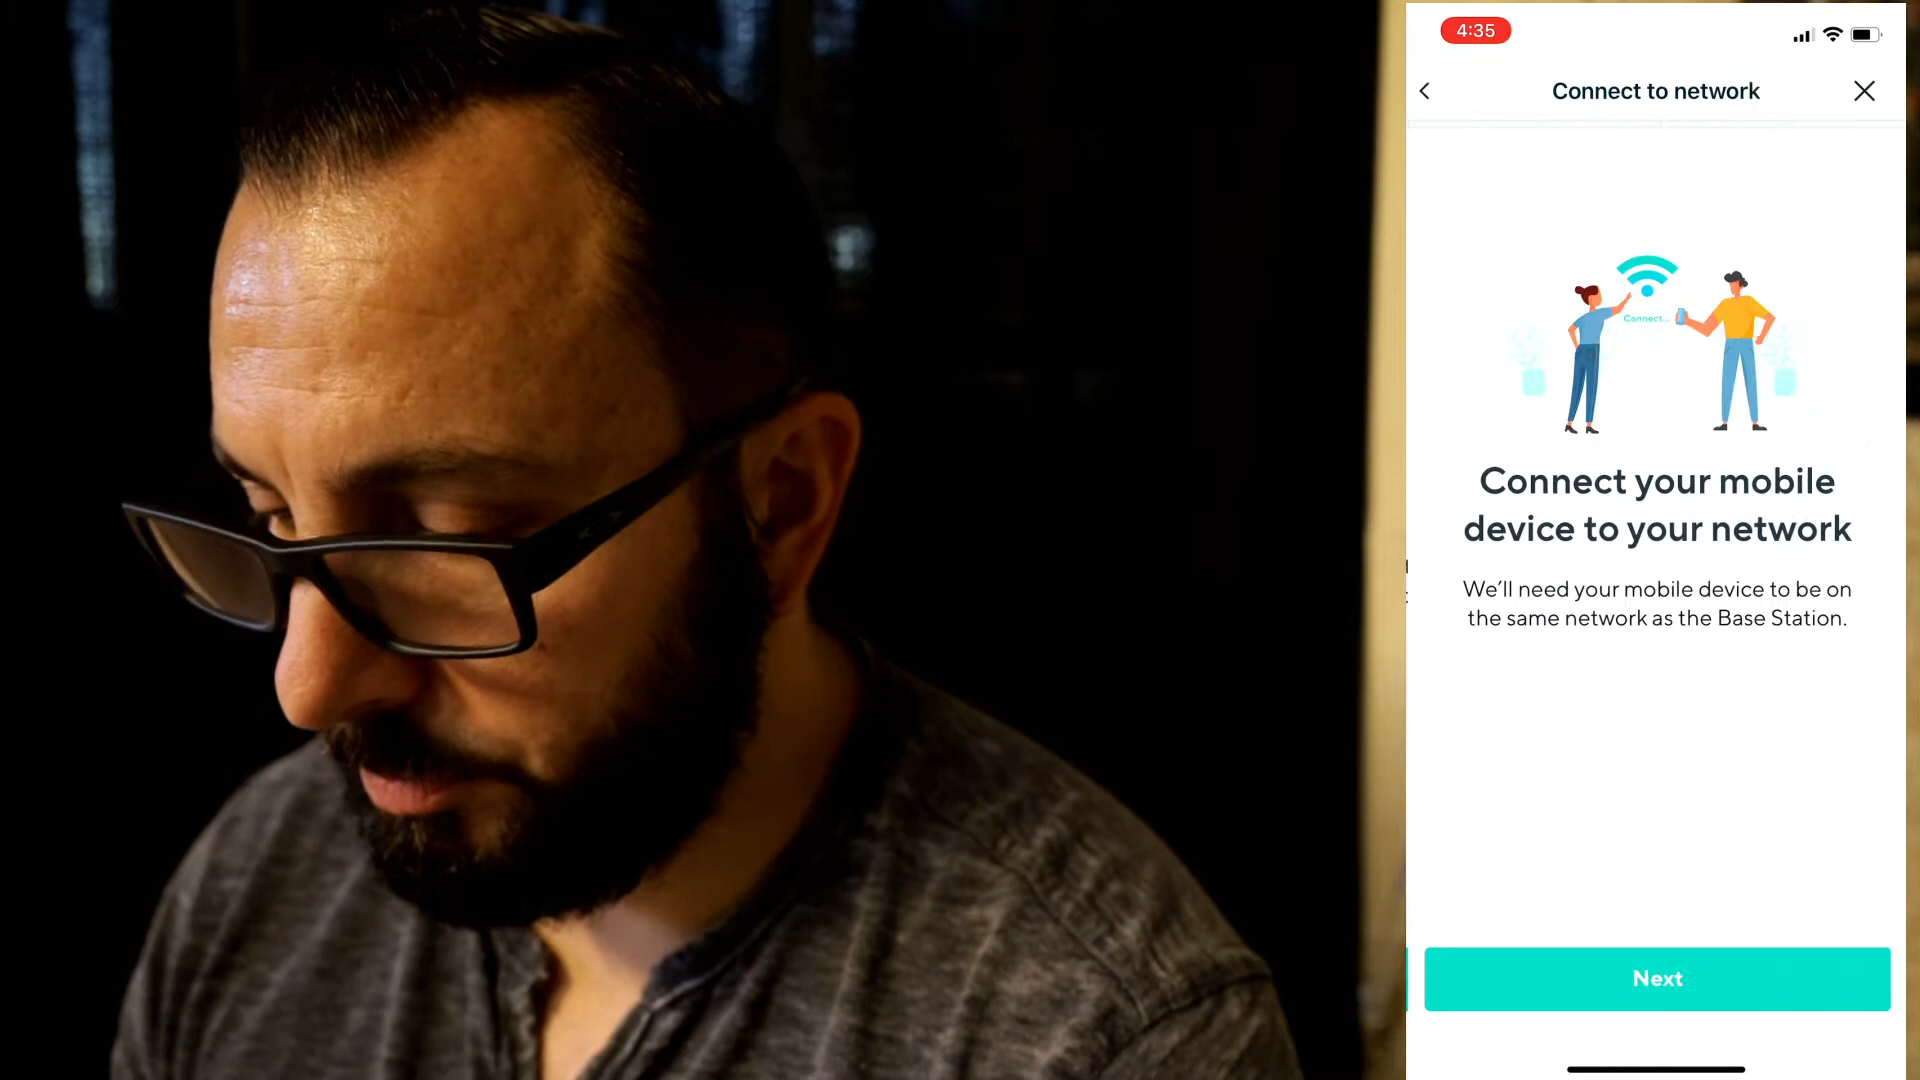 4:35
Connect to network
Connect...
Connect your mobile
device to your network
We'll need your mobile device to be on
the same network as the Base Station.
Next